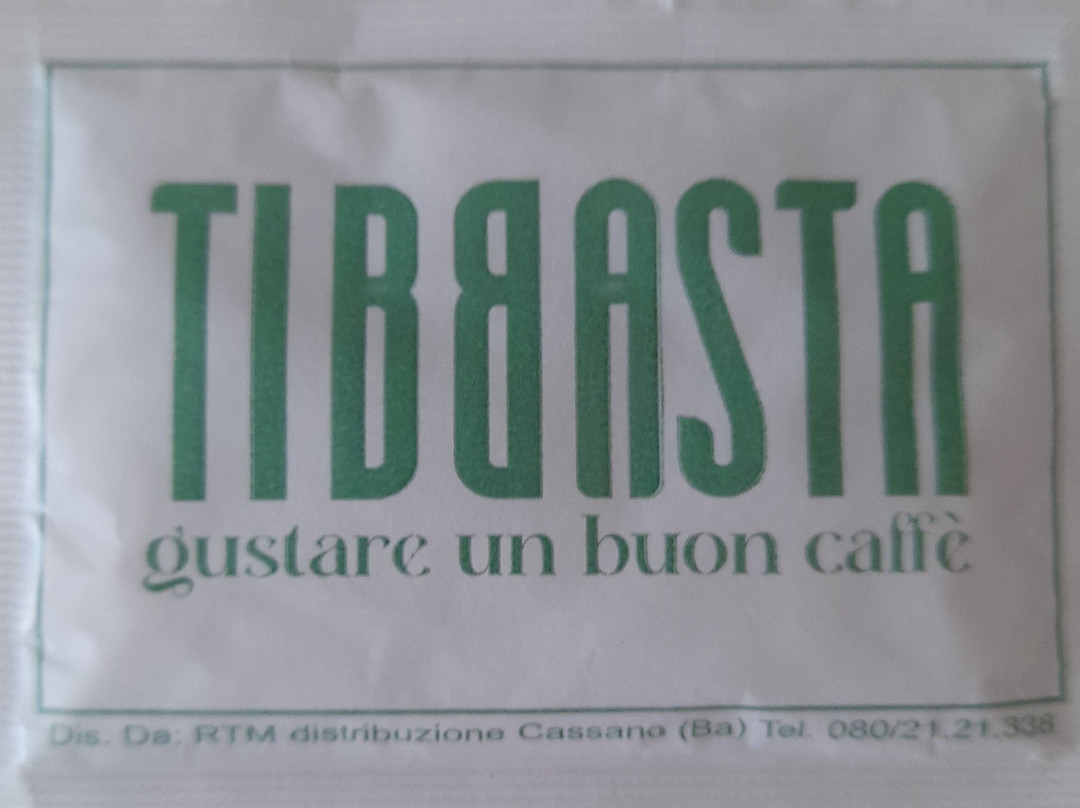 TIBBASTA
gustare un buon caffè
Dis. Da: RTM distribuzione Cassano (Ba) Tel. 080/21.21.338